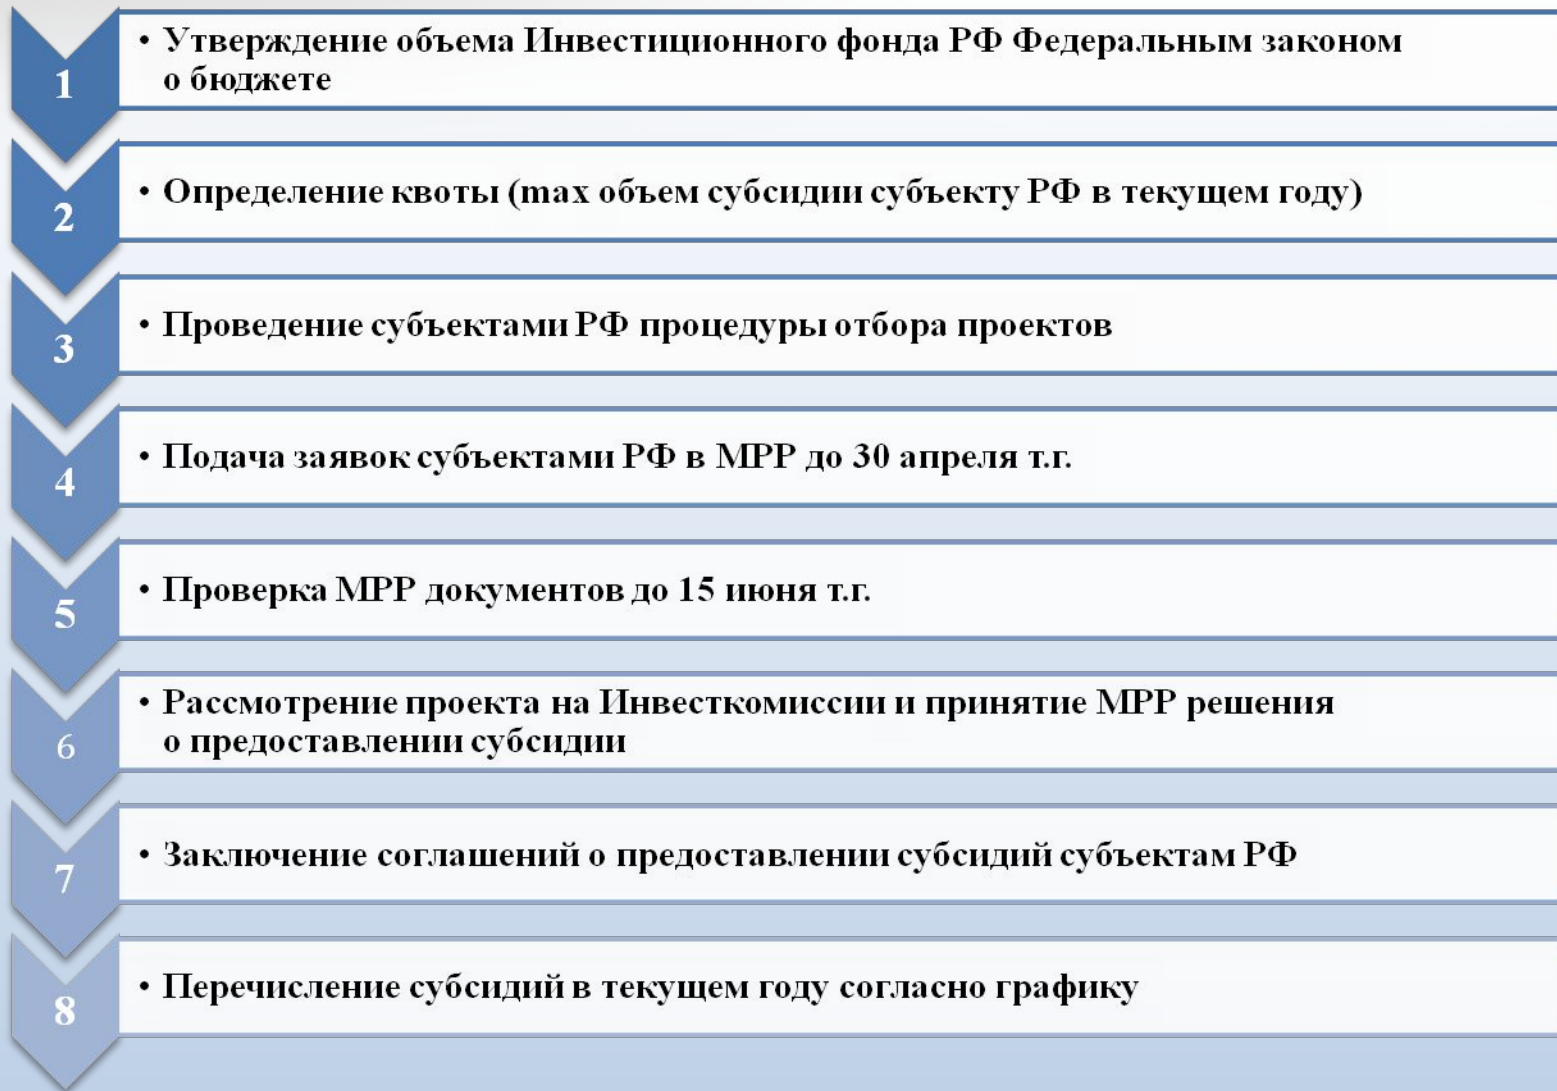 1
• Утверждение объема Инвестиционного фонда РФ Федеральным законом
о бюджете
2
• Определение квоты (max объем субсидии субъекту РФ в текущем году)
3
• Проведение субъектами РФ процедуры отбора проектов
4
• Подача заявок субъектами РФ в МРР до 30 апреля т.г.
5
• Проверка МРР документов до 15 июня т.г.
6
• Рассмотрение проекта на Инвесткомиссии и принятие МРР решения
о предоставлении субсидии
7
• Заключение соглашений о предоставлении субсидий субъектам РФ
8
• Перечисление субсидий в текущем году согласно графику